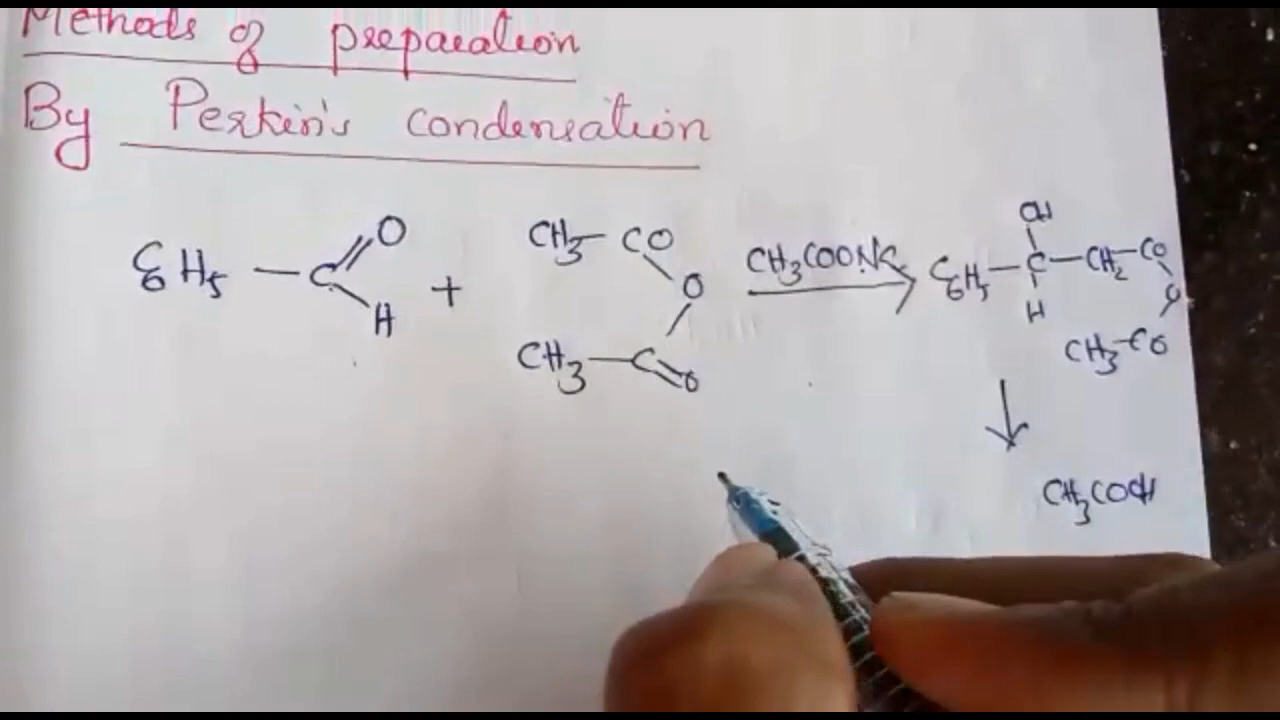 Methods of preparation
By Perkin's condensation
C6H5 — C O H + CH3 — CO O CH3 — C = O CH3COONa C6H5 — C — CH2 — CO OH H O CH3 — CO
CH3COOH